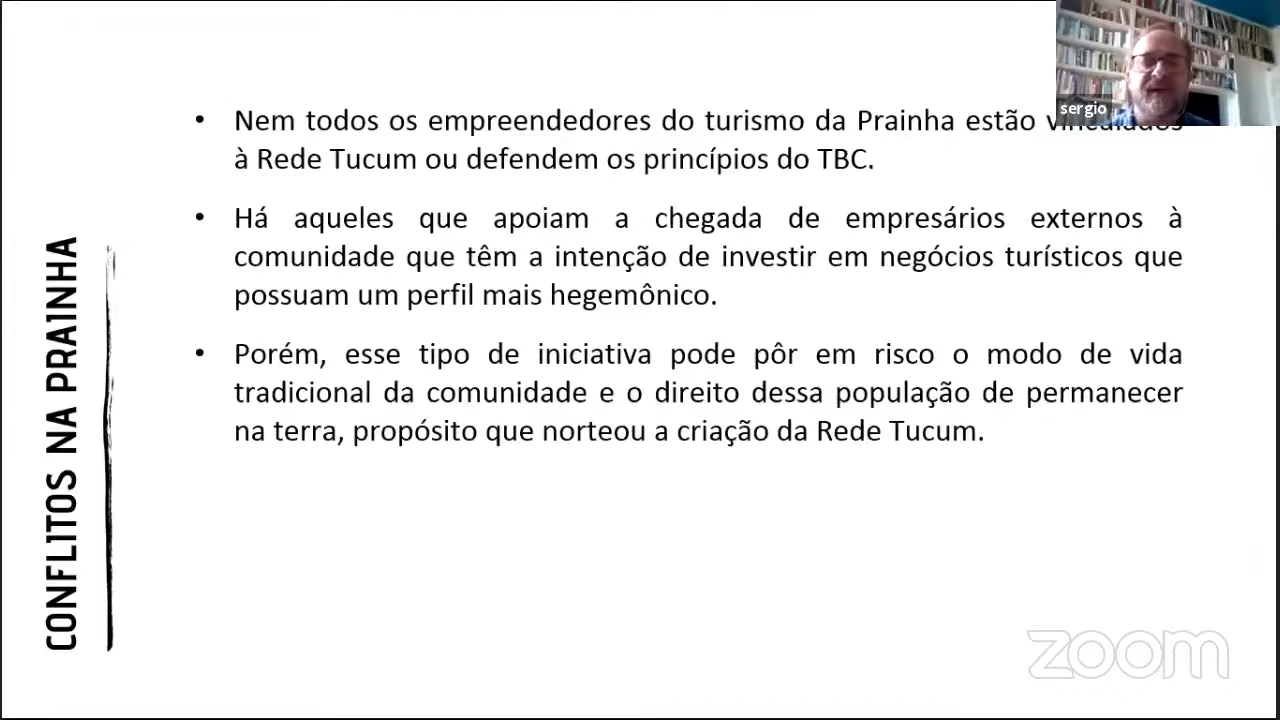 sergio
• Nem todos os empreendedores do turismo da Prainha estão
à Rede Tucum ou defendem os princípios do TBC.
• Há aqueles que apoiam a chegada de empresários externos à
comunidade que têm a intenção de investir em negócios turísticos que
possuam um perfil mais hegemônico.
• Porém, esse tipo de iniciativa pode pôr em risco o modo de vida
tradicional da comunidade e o direito dessa população de permanecer
na terra, propósito que norteou a criação da Rede Tucum.
CONFLITOS NA PRAINHA
zoom